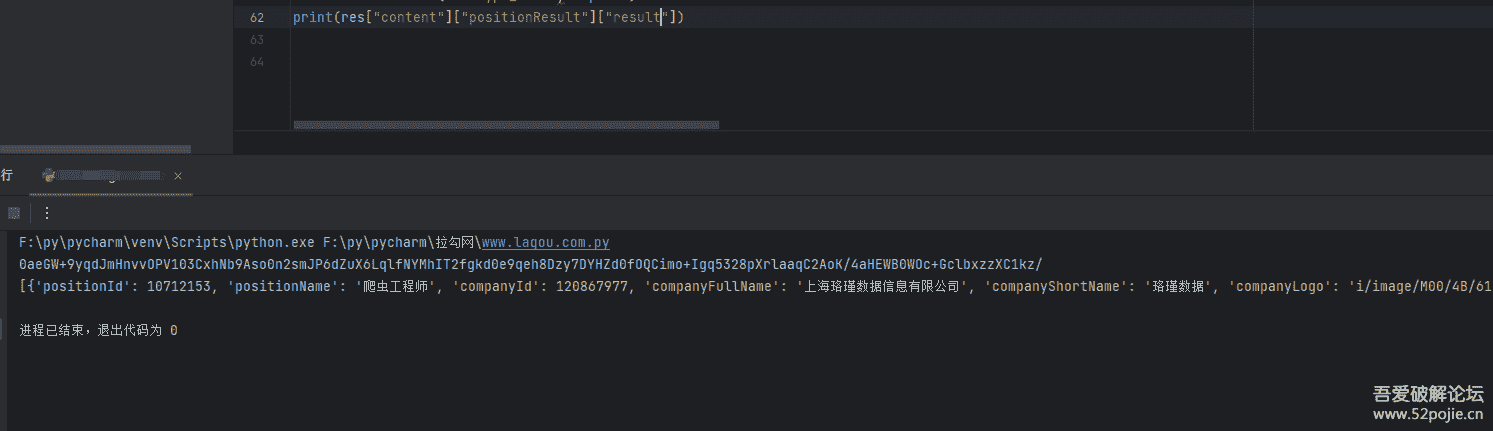 62 print(res["content"]["positionResult"]["result"])
63
64
行
F:\py\pycharm\venv\Scripts\python.exe F:\py\pycharm\拉勾网\www.lagou.com.py
0aeGW+9yqdJmHnvvOPV103CxhNb9Aso0n2smJP6dZuX6LqlfNYMhIT2fgkd0e9qeh8Dzy7DYHZd0fOQCimo+Igq5328pXrlaaqC2AoK/4aHEWB0WOc+GclbxzzXC1kz/
[{'positionId': 10712153, 'positionName': '爬虫工程师', 'companyId': 120867977, 'companyFullName': '上海珞瑾数据信息有限公司', 'companyShortName': '珞瑾数据', 'companyLogo': 'i/image/M00/4B/61
进程已结束，退出代码为 0
吾爱破解论坛
www.52pojie.cn